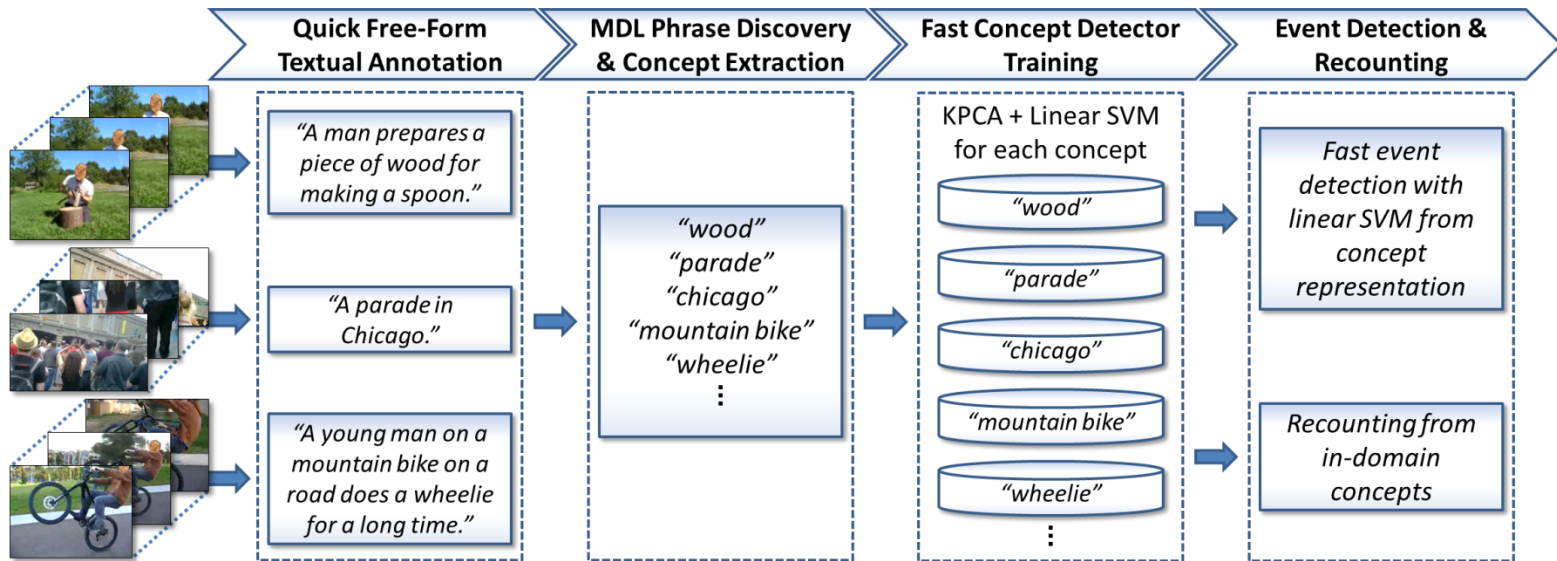 Quick Free-Form
Textual Annotation
MDL Phrase Discovery
& Concept Extraction
Fast Concept Detector
Training
Event Detection &
Recounting
“A man prepares a
piece of wood for
making a spoon.”
“A parade in
Chicago.”
“A young man on a
mountain bike on a
road does a wheelie
for a long time.”
“wood”
“parade”
“chicago”
“mountain bike”
“wheelie”
⋮
KPCA + Linear SVM
for each concept
“wood”
“parade”
“chicago”
“mountain bike”
“wheelie”
⋮
Fast event
detection with
linear SVM from
concept
representation
Recounting from
in-domain
concepts